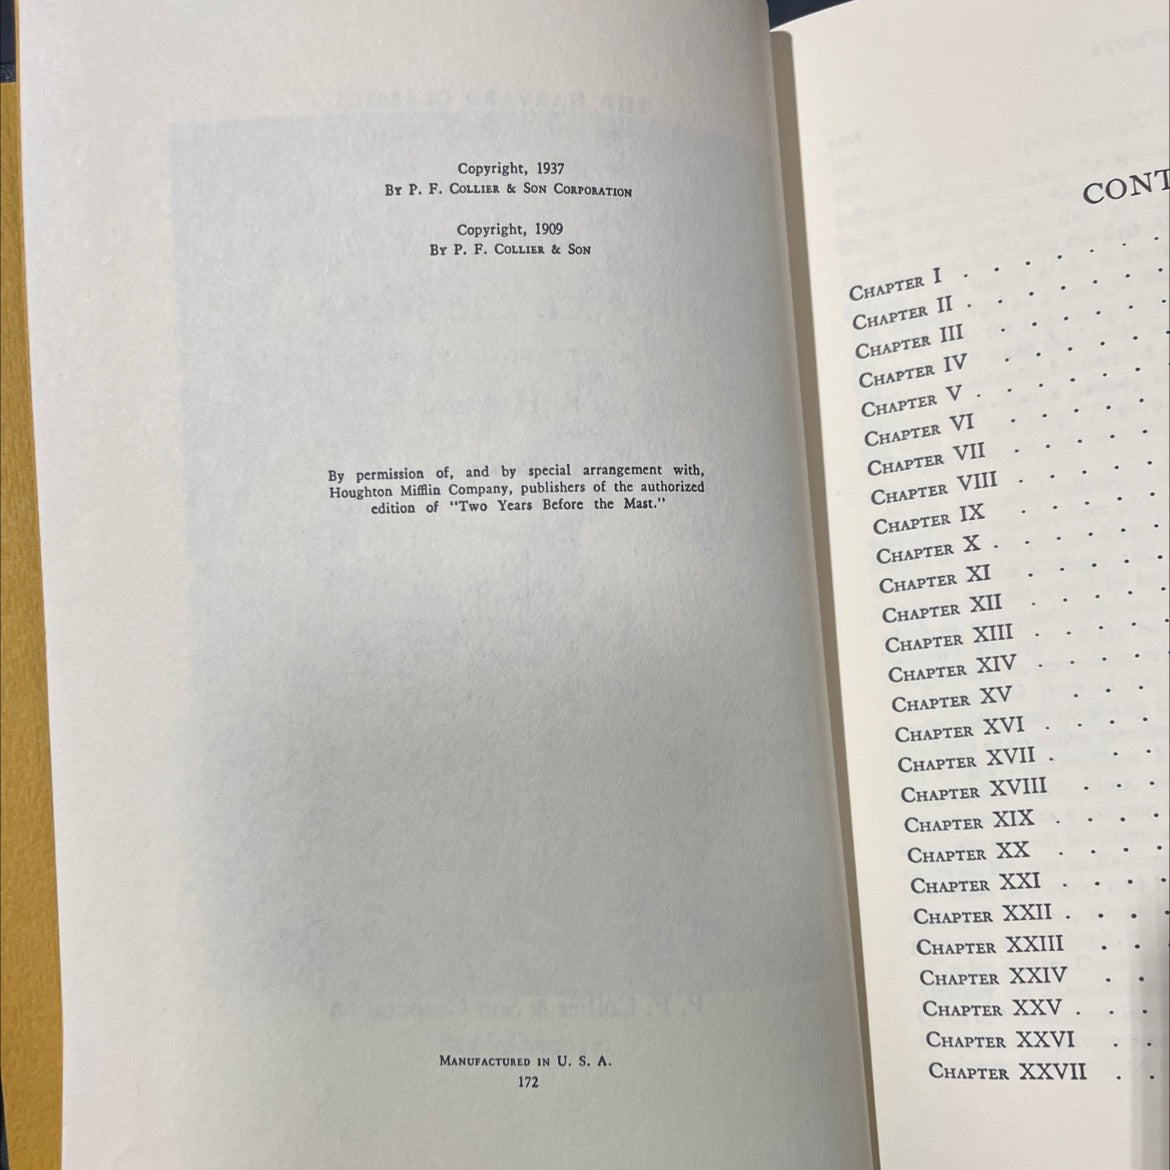 Copyright, 1937
By P. F. Collier & Son Corporation
Copyright, 1909
By P. F. Collier & Son
By permission of, and by special arrangement with,
Houghton Mifflin Company, publishers of the authorized
edition of "Two Years Before the Mast."
Manufactured in U. S. A.
172
CONT
Chapter I . . . .
Chapter II . . . . .
Chapter III . . . . .
Chapter IV . . . . .
Chapter V . . . . . .
Chapter VI . . . . .
Chapter VII . . . . .
Chapter VIII . . . . .
Chapter IX . . . . .
Chapter X . . . . . .
Chapter XI . . . . .
Chapter XII . . . . .
Chapter XIII . . . . .
Chapter XIV . . . . .
Chapter XV . . .
Chapter XVI . . . .
Chapter XVII . . .
Chapter XVIII . . .
Chapter XIX . . . .
Chapter XX . . . .
Chapter XXI . . . .
Chapter XXII . . . .
Chapter XXIII . . .
Chapter XXIV . .
Chapter XXV . . .
Chapter XXVI . .
Chapter XXVII . .